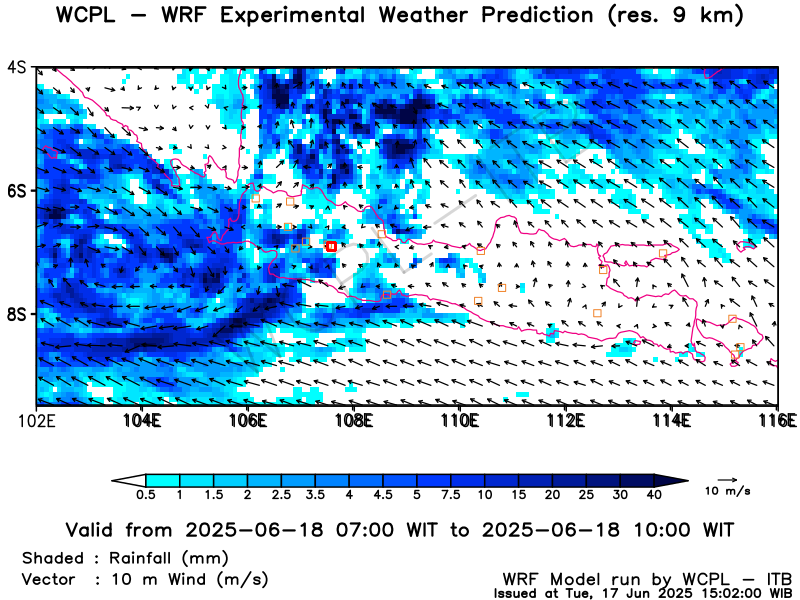 WCPL – WRF Experimental Weather Prediction (res. 9 km)
4S
6S
8S
102E 104E 106E 108E 110E 112E 114E 116E
0.5 1 1.5 2 2.5 3.5 4 4.5 5 7.5 10 15 20 25 30 40
10 m/s
Valid from 2025–06–18 07:00 WIT to 2025–06–18 10:00 WIT
Shaded : Rainfall (mm)
Vector : 10 m Wind (m/s)
WRF Model run by WCPL – ITB
Issued at Tue, 17 Jun 2025 15:02:00 WIB